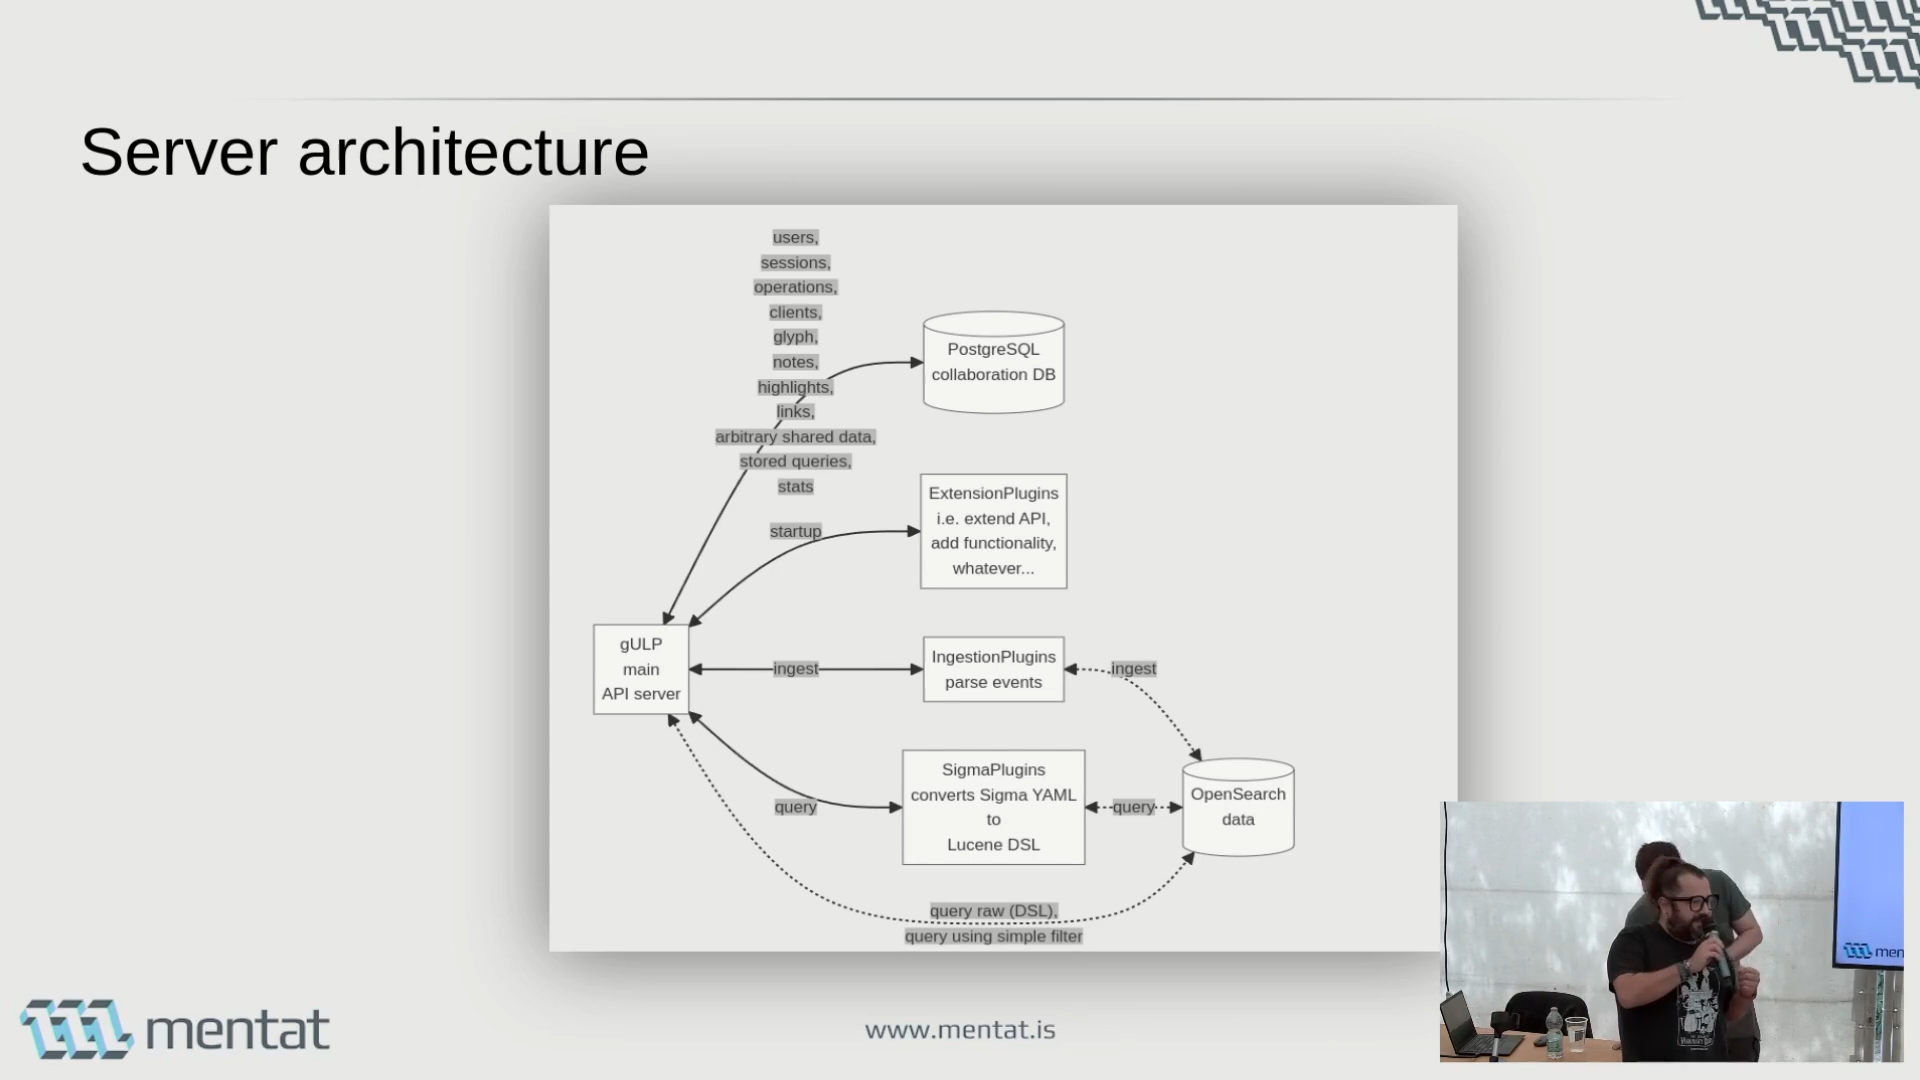 Server architecture
users,
sessions,
operations,
clients,
glyph,
notes,
highlights,
links,
arbitrary shared data,
stored queries,
stats
PostgreSQL
collaboration DB
startup
ExtensionPlugins
i.e. extend API,
add functionality,
whatever...
gULP
main
API server
ingest
IngestionPlugins
parse events
ingest
query
SigmaPlugins
converts Sigma YAML
to
Lucene DSL
query
OpenSearch
data
query raw (DSL),
query using simple filter
mentat
www.mentat.is
men